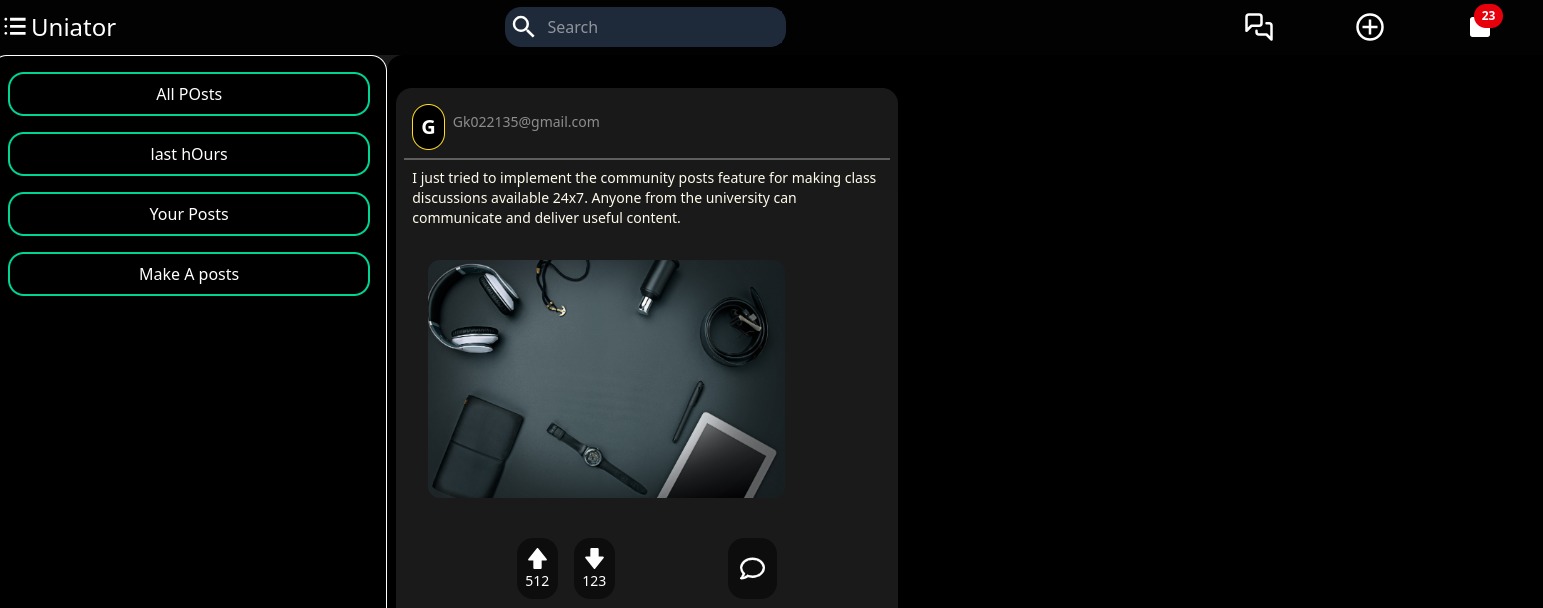 Uniator
Search
23
All POsts
last hOurs
Your Posts
Make A posts
G
Gk022135@gmail.com
I just tried to implement the community posts feature for making class
discussions available 24x7. Anyone from the university can
communicate and deliver useful content.
512
123